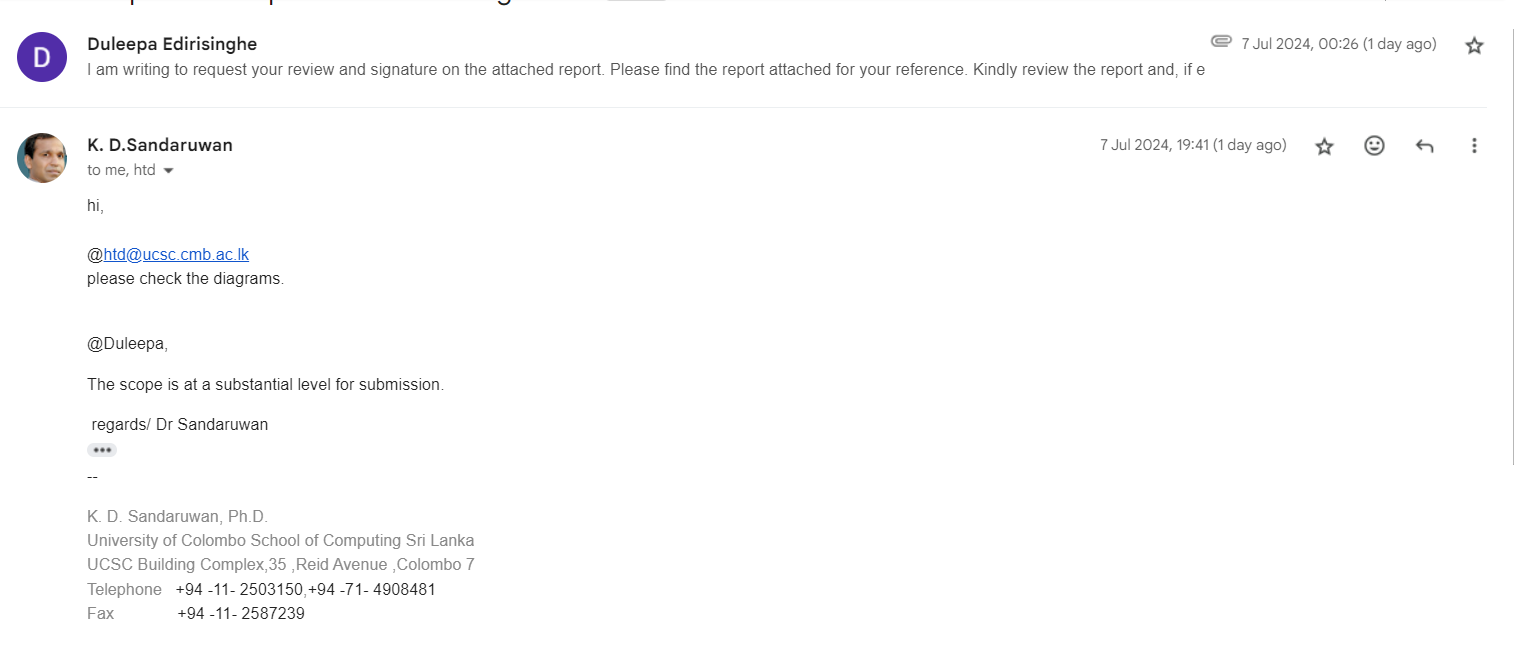 D
Duleepa Edirisinghe
7 Jul 2024, 00:26 (1 day ago)
I am writing to request your review and signature on the attached report. Please find the report attached for your reference. Kindly review the report and, if e
K. D.Sandaruwan
7 Jul 2024, 19:41 (1 day ago)
to me, htd
hi,
@htd@ucsc.cmb.ac.lk
please check the diagrams.
@Duleepa,
The scope is at a substantial level for submission.
regards/ Dr Sandaruwan
--
K. D. Sandaruwan, Ph.D.
University of Colombo School of Computing Sri Lanka
UCSC Building Complex,35 ,Reid Avenue ,Colombo 7
Telephone +94 -11- 2503150,+94 -71- 4908481
Fax +94 -11- 2587239